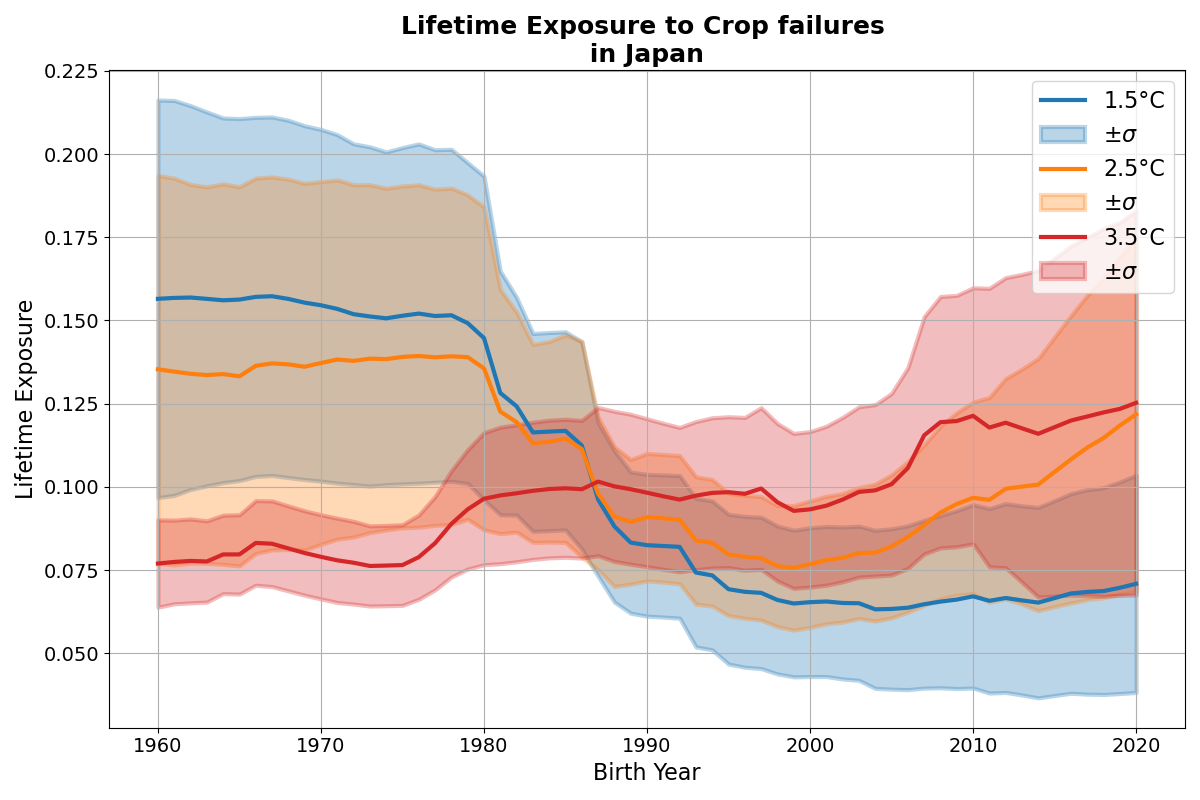 Lifetime Exposure to Crop failures
in Japan
Lifetime Exposure
0.225
0.200
0.175
0.150
0.125
0.100
0.075
0.050
1960 1970 1980 1990 2000 2010 2020
Birth Year
1.5°C
±σ
2.5°C
±σ
3.5°C
±σ